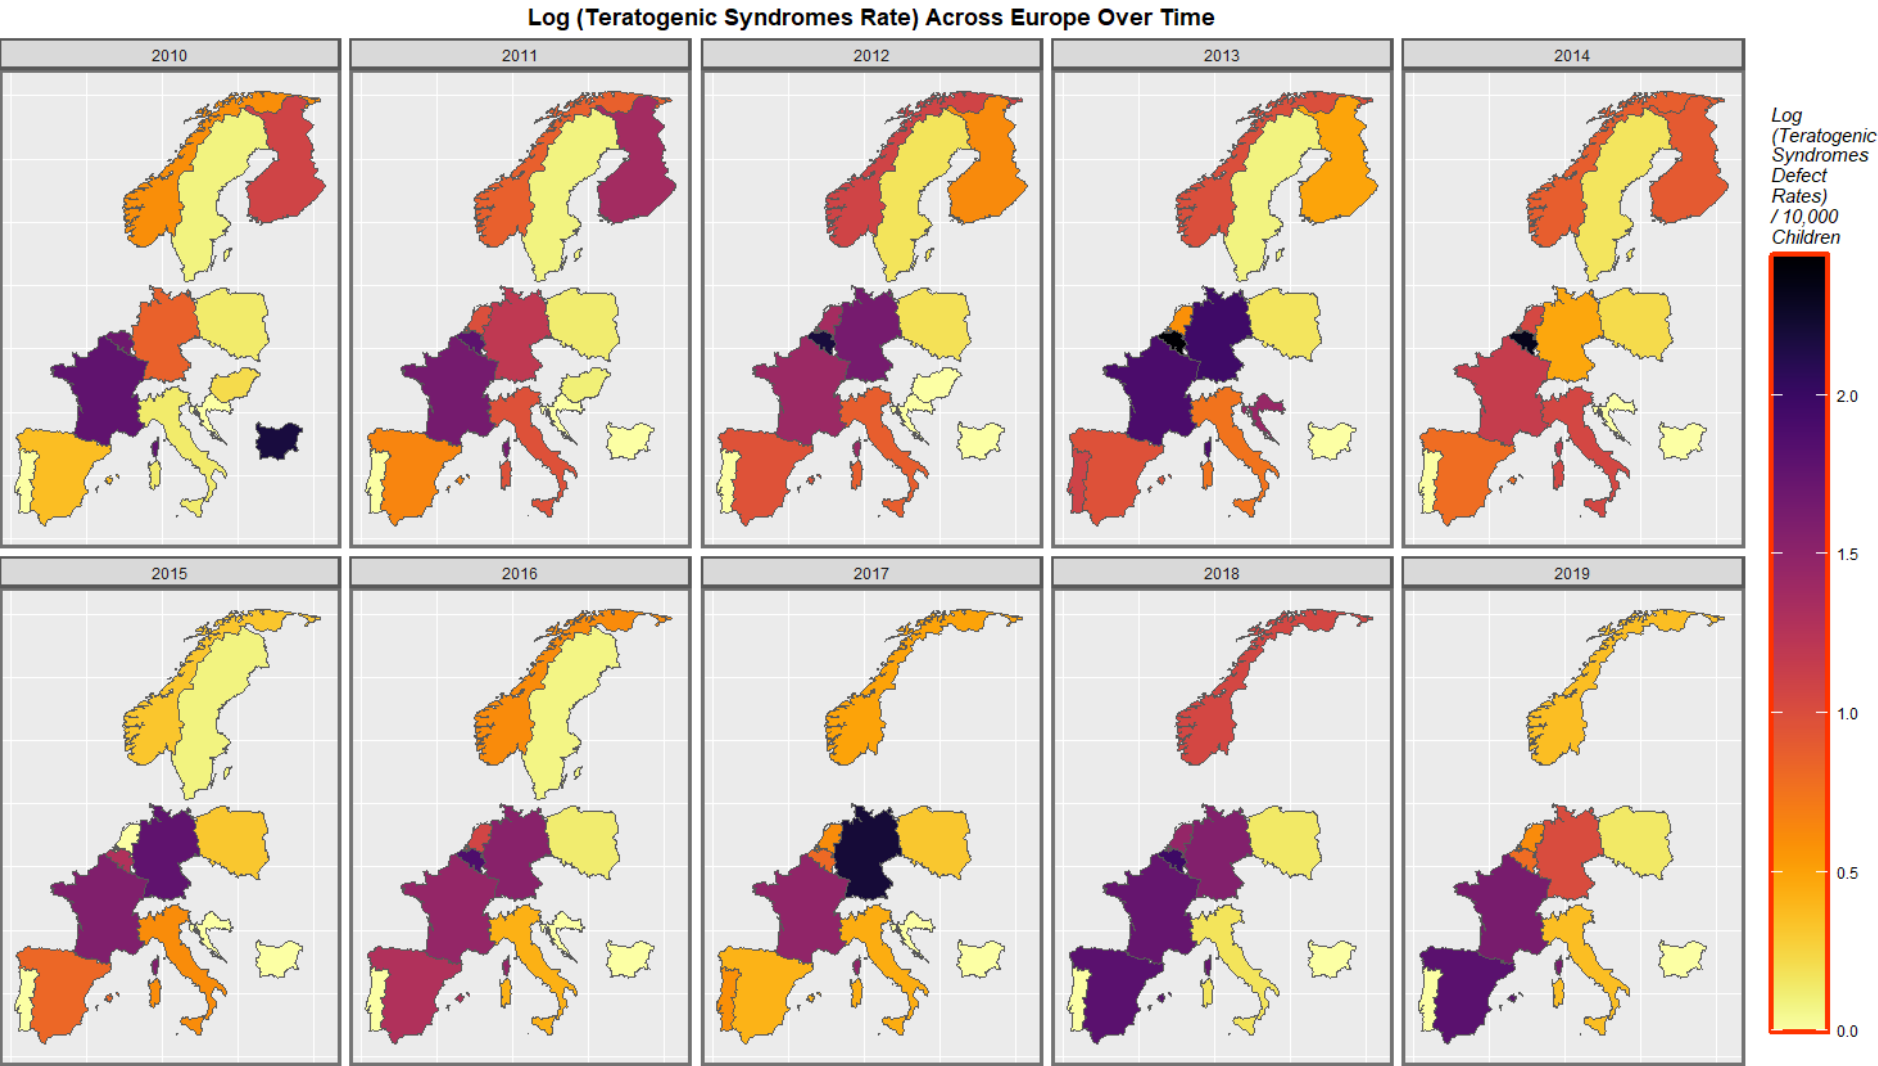 Log (Teratogenic Syndromes Rate) Across Europe Over Time
2010
2011
2012
2013
2014
Log
(Teratogenic
Syndromes
Defect
Rates)
/ 10,000
Children
2.0
1.5
1.0
0.5
0.0
2015
2016
2017
2018
2019